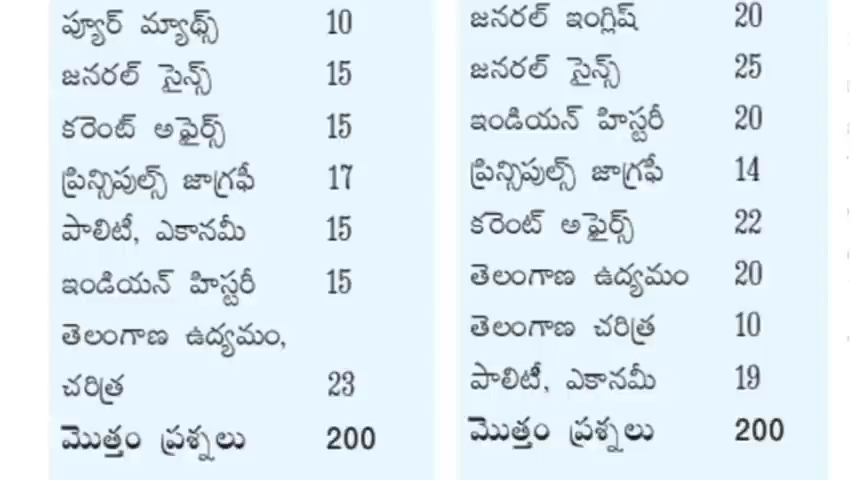 ప్యూర్ మ్యాథ్స్ 10
జనరల్ సైన్స్ 15
కరెంట్ అఫైర్స్ 15
ప్రిన్సిపుల్స్ జాగ్రఫీ 17
పాలిటీ, ఎకానమీ 15
ఇండియన్ హిస్టరీ 15
తెలంగాణ ఉద్యమం,
చరిత్ర 23
మొత్తం ప్రశ్నలు 200
జనరల్ ఇంగ్లిష్ 20
జనరల్ సైన్స్ 25
ఇండియన్ హిస్టరీ 20
ప్రిన్సిపుల్స్ జాగ్రఫీ 14
కరెంట్ అఫైర్స్ 22
తెలంగాణ ఉద్యమం 20
తెలంగాణ చరిత్ర 10
పాలిటీ, ఎకానమీ 19
మొత్తం ప్రశ్నలు 200